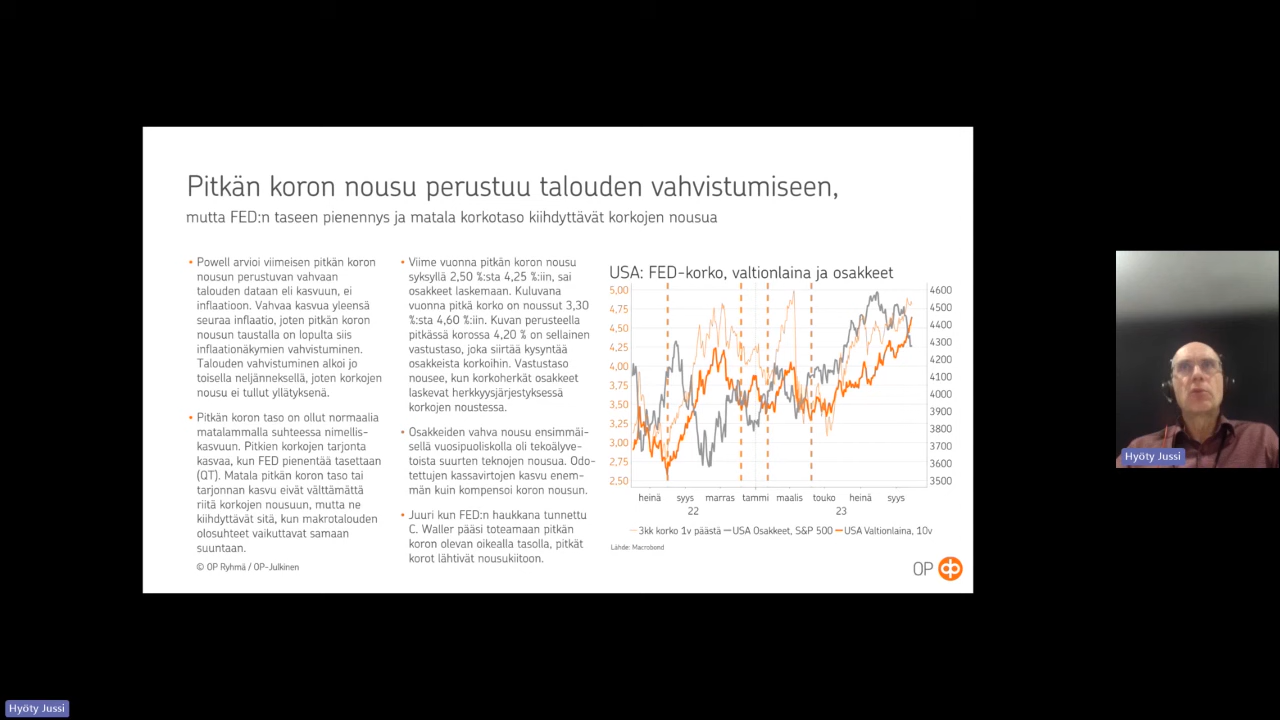 Pitkän koron nousu perustuu talouden vahvistumiseen,
mutta FED:n taseen pienennys ja matala korkotaso kiihdyttävät korkojen nousua
• Powell arvioi viimeisen pitkän koron
nousun perustuvan vahvaan
talouden dataan eli kasvuun, ei
inflaatioon. Vahvaa kasvua yleensä
seuraa inflaatio, joten pitkän koron
nousun taustalla on lopulta siis
inflaationäkymien vahvistuminen.
Talouden vahvistuminen alkoi jo
toisella neljänneksellä, joten korkojen
nousu ei tullut yllätyksenä.
• Pitkän koron taso on ollut normaalia
matalammalla suhteessa nimellis-
kasvuun. Pitkien korkojen tarjonta
kasvaa, kun FED pienentää tasettaan
(QT). Matala pitkän koron taso tai
tarjonnan kasvu eivät välttämättä
riitä korkojen nousuun, mutta ne
kiihdyttävät sitä, kun makrotalouden
olosuhteet vaikuttavat samaan
suuntaan.
© OP Ryhmä / OP-Julkinen
• Viime vuonna pitkän koron nousu
syksyllä 2,50 %:sta 4,25 %:iin, sai
osakkeet laskemaan. Kuluvana
vuonna pitkä korko on noussut 3,30
%:sta 4,60 %:iin. Kuvan perusteella
pitkässä korossa 4,20 % on sellainen
vastustaso, joka siirtää kysyntää
osakkeista korkoihin. Vastustaso
nousee, kun korkoherkät osakkeet
laskevat herkkyysjärjestyksessä
korkojen noustessa.
• Osakkeiden vahva nousu ensimmäi-
sellä vuosipuoliskolla oli tekoälyve-
toista suurten teknojen nousua. Odo-
tettujen kassavirtojen kasvu enem-
män kuin kompensoi koron nousun.
• Juuri kun FED:n haukkana tunnettu
C. Waller pääsi toteamaan pitkän
koron olevan oikealla tasolla, pitkät
korot lähtivät nousukiitoon.
USA: FED-korko, valtionlaina ja osakkeet
5,00 4600
4,75 4500
4,50 4400
4,25 4300
4,00 4200
3,75 4100
3,50 4000
3,25 3900
3,00 3800
2,75 3700
2,50 3600
3500
heinä syys marras tammi maalis touko heinä syys
22 23
3kk korko 1v päästä USA Osakkeet, S&P 500 USA Valtionlaina, 10v
Lähde: Macrobond
OP
Hyöty Jussi
Hyöty Jussi